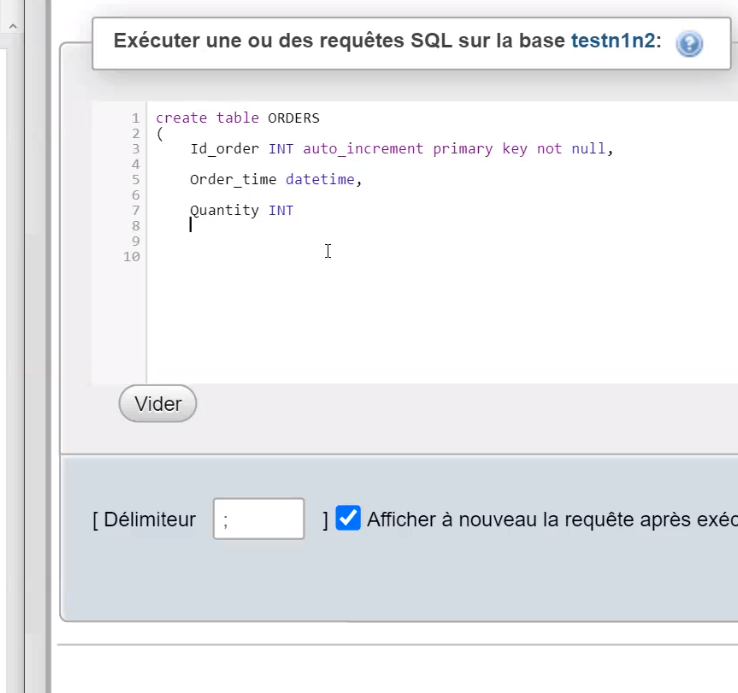 Exécuter une ou des requêtes SQL sur la base testn1n2:
1 create table ORDERS
2 (
3 Id_order INT auto_increment primary key not null,
4
5 Order_time datetime,
6
7 Quantity INT
8
9
10
Vider
[ Délimiteur ; ] Afficher à nouveau la requête après exéc